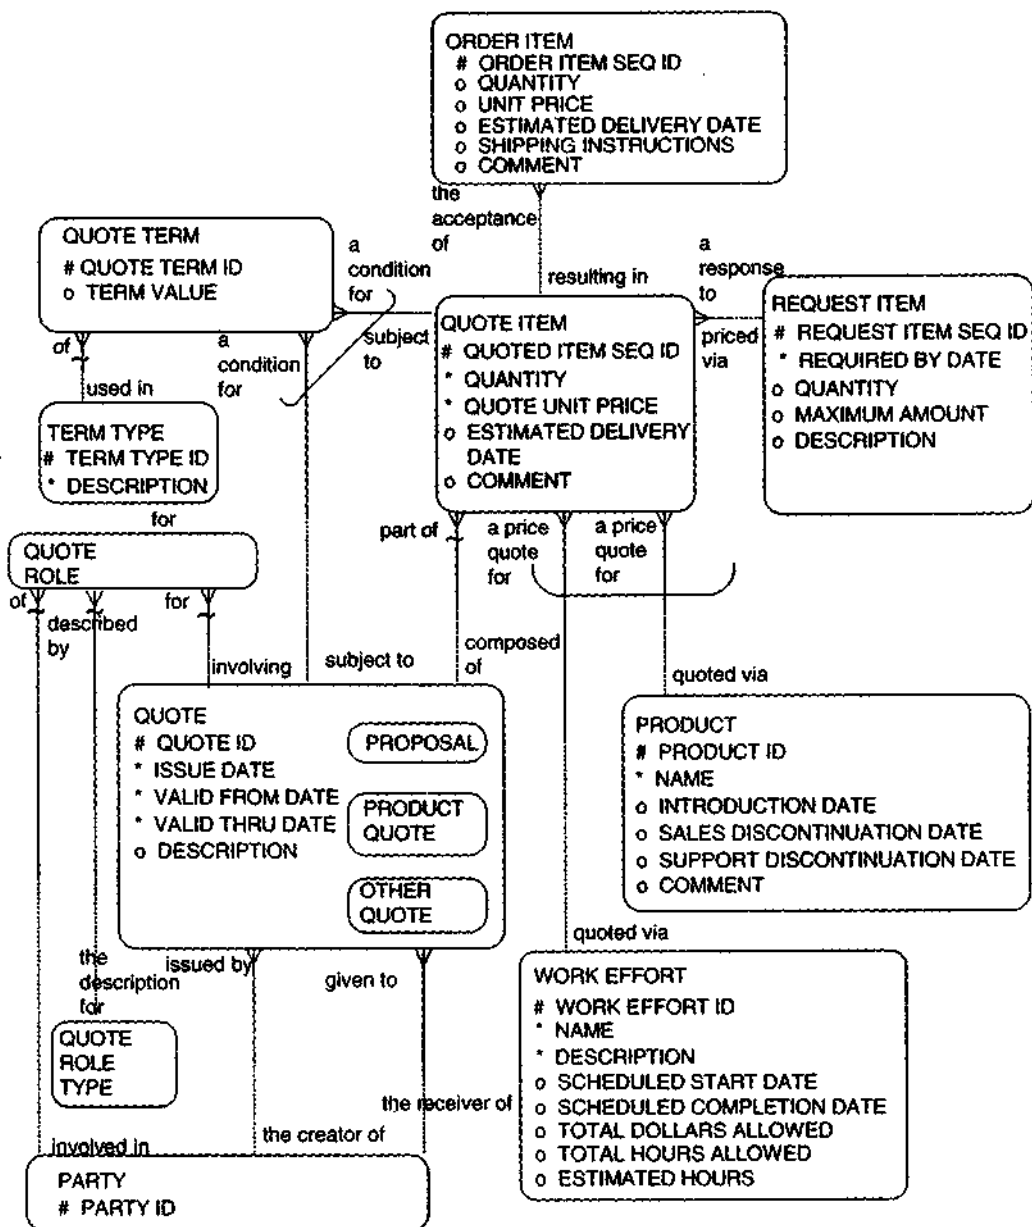 ORDER ITEM
# ORDER ITEM SEQ ID
o QUANTITY
o UNIT PRICE
o ESTIMATED DELIVERY DATE
o SHIPPING INSTRUCTIONS
o COMMENT
the
acceptance
of
resulting in
QUOTE TERM
# QUOTE TERM ID
o TERM VALUE
a
condition
for
subject
to
a
response
to
priced
via
REQUEST ITEM
# REQUEST ITEM SEQ ID
* REQUIRED BY DATE
o QUANTITY
o MAXIMUM AMOUNT
o DESCRIPTION
QUOTE ITEM
# QUOTED ITEM SEQ ID
* QUANTITY
* QUOTE UNIT PRICE
o ESTIMATED DELIVERY
DATE
o COMMENT
of
used in
a
condition
for
TERM TYPE
# TERM TYPE ID
* DESCRIPTION
for
QUOTE
ROLE
of
described
by
for
involving
subject to
part of
composed
of
a price
quote
for
a price
quote
for
quoted via
QUOTE
# QUOTE ID
* ISSUE DATE
* VALID FROM DATE
* VALID THRU DATE
o DESCRIPTION
PROPOSAL
PRODUCT
QUOTE
OTHER
QUOTE
PRODUCT
# PRODUCT ID
* NAME
o INTRODUCTION DATE
o SALES DISCONTINUATION DATE
o SUPPORT DISCONTINUATION DATE
o COMMENT
issued by
given to
quoted via
the
description
for
QUOTE
ROLE
TYPE
WORK EFFORT
# WORK EFFORT ID
* NAME
* DESCRIPTION
o SCHEDULED START DATE
o SCHEDULED COMPLETION DATE
o TOTAL DOLLARS ALLOWED
o TOTAL HOURS ALLOWED
o ESTIMATED HOURS
the receiver of
the creator of
involved in
PARTY
# PARTY ID